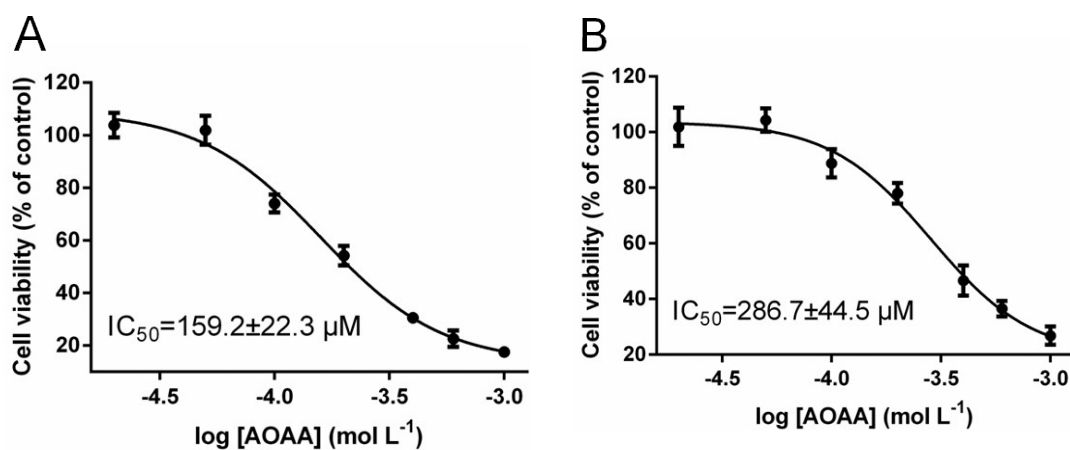 A
Cell viability (% of control)
120
100
80
60
40
20
IC50=159.2±22.3 µM
-4.5 -4.0 -3.5 -3.0
log [AOAA] (mol L-1)
B
Cell viability (% of control)
120
100
80
60
40
20
IC50=286.7±44.5 µM
-4.5 -4.0 -3.5 -3.0
log [AOAA] (mol L-1)